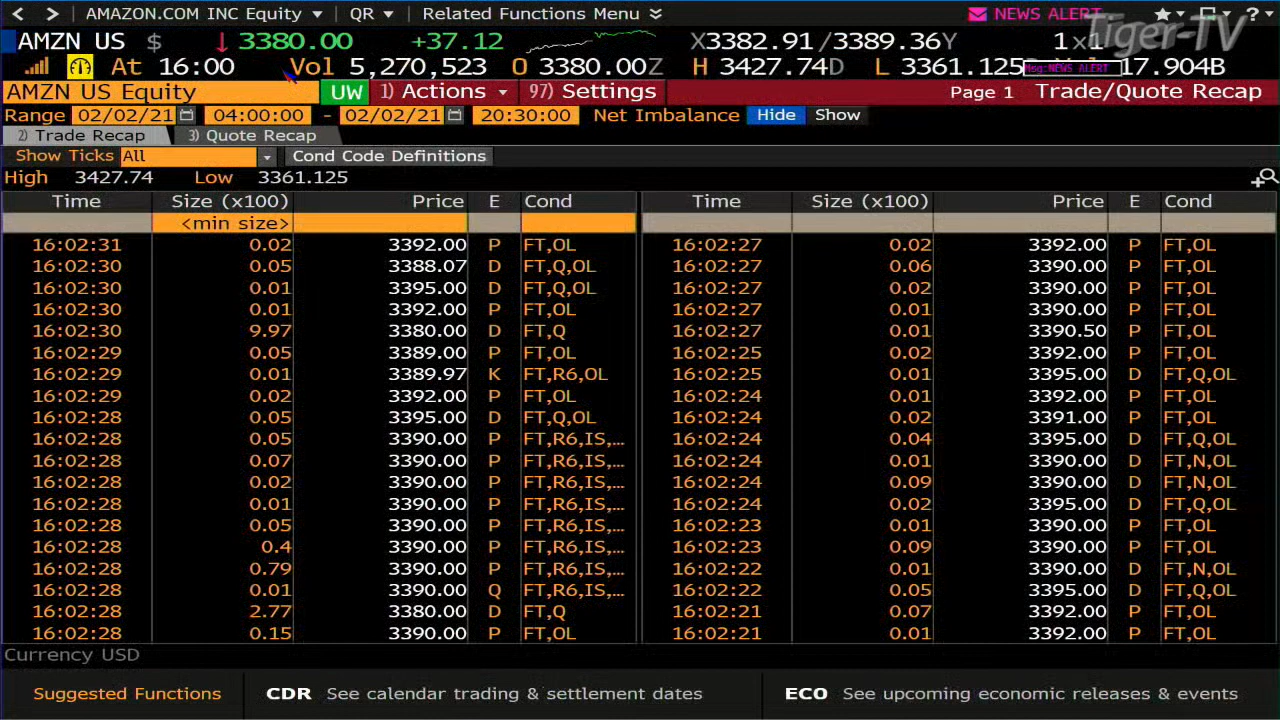 AMAZON.COM INC Equity QR Related Functions Menu NEWS ALERT ?
AMZN US $ ↓3380.00 +37.12 X3382.91/3389.36Y 1x1 Tiger-TV
At 16:00 Vol 5,270,523 O 3380.00Z H 3427.74D L 3361.125 Msg:NEWS ALERT 17.904B
AMZN US Equity UW 1) Actions 97) Settings Page 1 Trade/Quote Recap
Range 02/02/21 04:00:00 - 02/02/21 20:30:00 Net Imbalance Hide Show
2) Trade Recap 3) Quote Recap
Show Ticks All Cond Code Definitions
High 3427.74 Low 3361.125
Time Size (x100) Price E Cond Time Size (x100) Price E Cond
<min size>
16:02:31 0.02 3392.00 P FT,OL 16:02:27 0.02 3392.00 P FT,OL
16:02:30 0.05 3388.07 D FT,Q,OL 16:02:27 0.06 3390.00 P FT,OL
16:02:30 0.01 3395.00 D FT,Q,OL 16:02:27 0.02 3390.00 P FT,OL
16:02:30 0.01 3392.00 P FT,OL 16:02:27 0.01 3392.00 P FT,OL
16:02:30 9.97 3380.00 D FT,Q 16:02:27 0.01 3390.50 P FT,OL
16:02:29 0.05 3389.00 P FT,OL 16:02:25 0.02 3392.00 P FT,OL
16:02:29 0.01 3389.97 K FT,R6,OL 16:02:25 0.01 3395.00 D FT,Q,OL
16:02:29 0.02 3392.00 P FT,OL 16:02:24 0.01 3392.00 P FT,OL
16:02:28 0.05 3395.00 D FT,Q,OL 16:02:24 0.02 3391.00 P FT,OL
16:02:28 0.05 3390.00 P FT,R6,IS,... 16:02:24 0.04 3395.00 D FT,Q,OL
16:02:28 0.07 3390.00 P FT,R6,IS,... 16:02:24 0.01 3390.00 D FT,N,OL
16:02:28 0.02 3390.00 P FT,R6,IS,... 16:02:24 0.09 3390.00 D FT,N,OL
16:02:28 0.01 3390.00 P FT,R6,IS,... 16:02:24 0.02 3395.00 D FT,Q,OL
16:02:28 0.05 3390.00 P FT,R6,IS,... 16:02:23 0.01 3390.00 P FT,OL
16:02:28 0.4 3390.00 P FT,R6,IS,... 16:02:23 0.09 3390.00 P FT,OL
16:02:28 0.79 3390.00 P FT,R6,IS,... 16:02:22 0.01 3390.00 D FT,N,OL
16:02:28 0.01 3390.00 Q FT,R6,IS,... 16:02:22 0.05 3395.00 D FT,Q,OL
16:02:28 2.77 3380.00 D FT,Q 16:02:21 0.07 3392.00 P FT,OL
16:02:28 0.15 3390.00 P FT,OL 16:02:21 0.01 3392.00 P FT,OL
Currency USD
Suggested Functions CDR See calendar trading & settlement dates ECO See upcoming economic releases & events